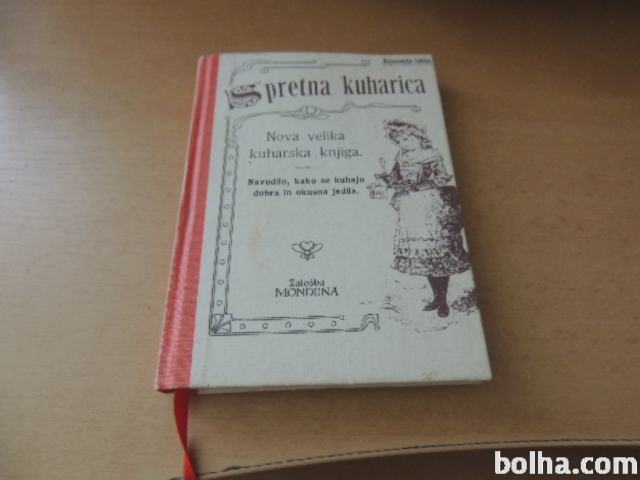 Spretna kuharica
Nova velika
kuharska knjiga.
Navodilo, kako se kuhajo
dobra in okusna jedila.
Založba
MONDENA
bolha.com